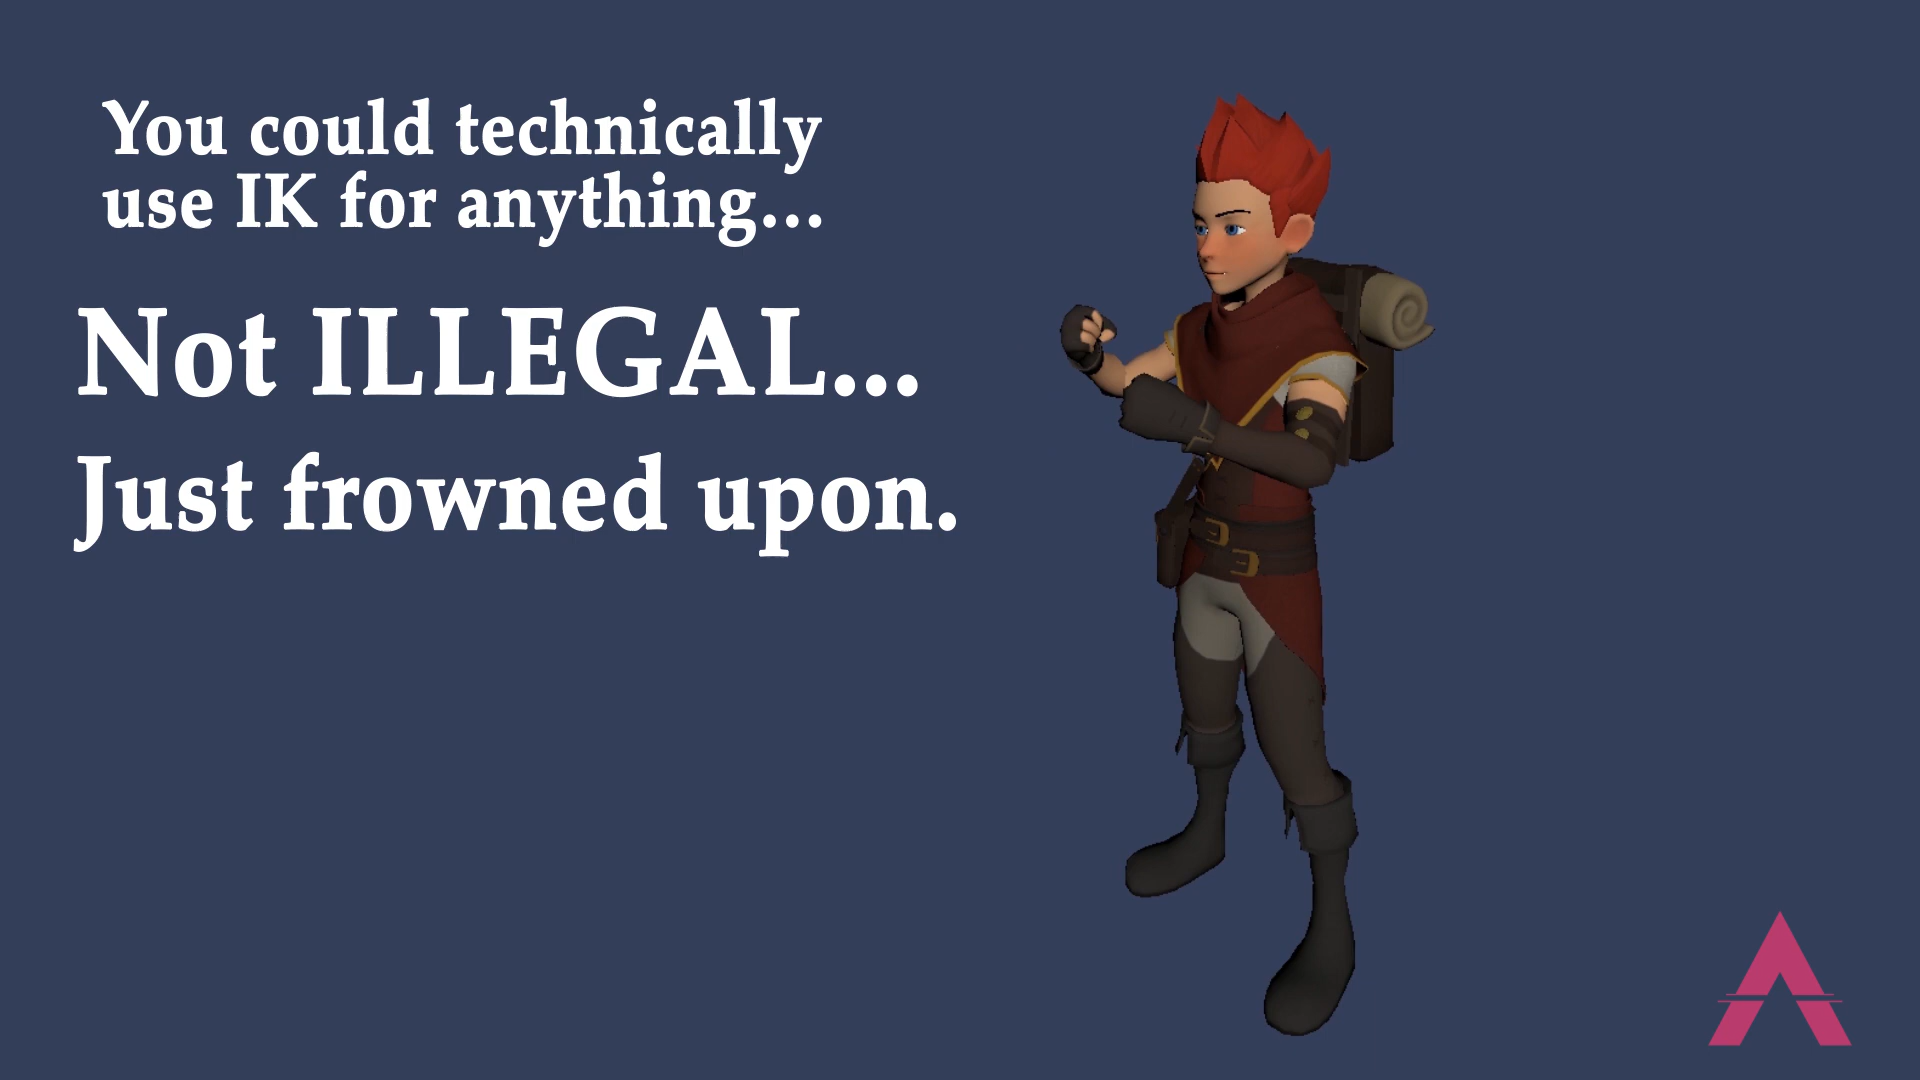 You could technically
use IK for anything...
Not ILLEGAL...
Just frowned upon.